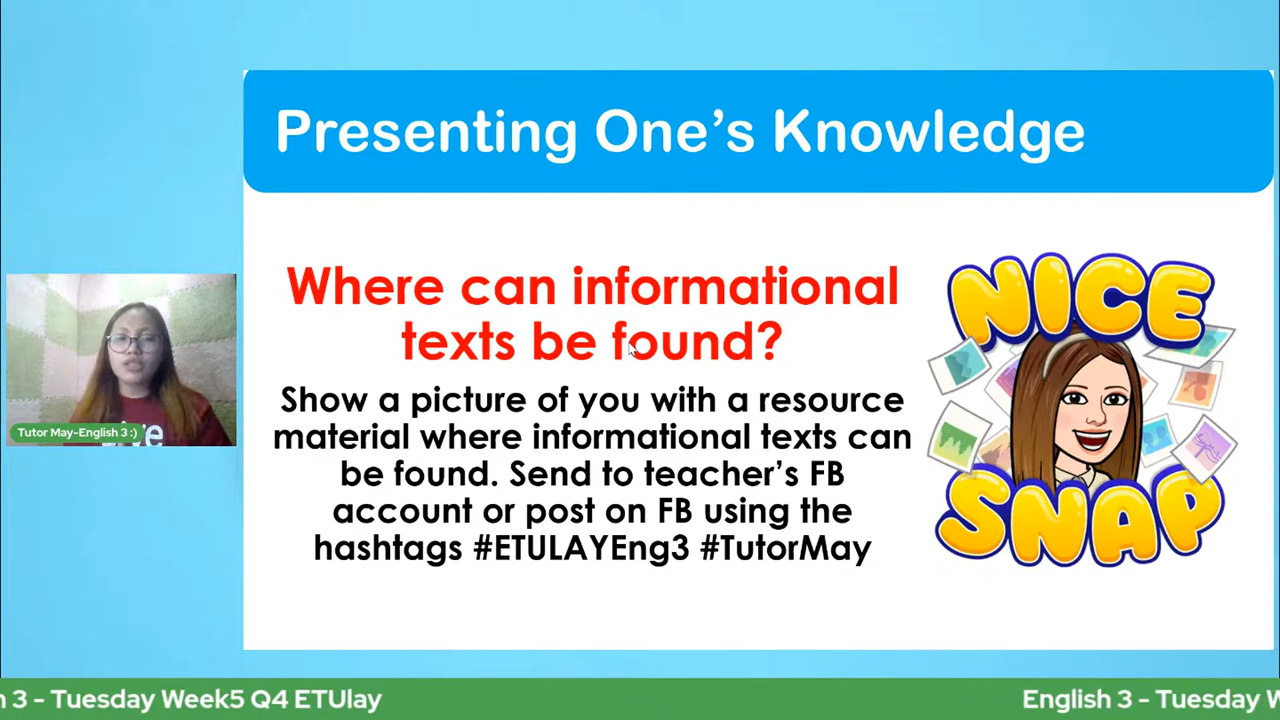 Presenting One's Knowledge
Where can informational
texts be found?
Show a picture of you with a resource
material where informational texts can
be found. Send to teacher's FB
account or post on FB using the
hashtags #ETULAYEng3 #TutorMay
NICE
SNAP
Tutor May-English 3 :)
h 3 - Tuesday Week5 Q4 ETUlay
English 3 - Tuesday W